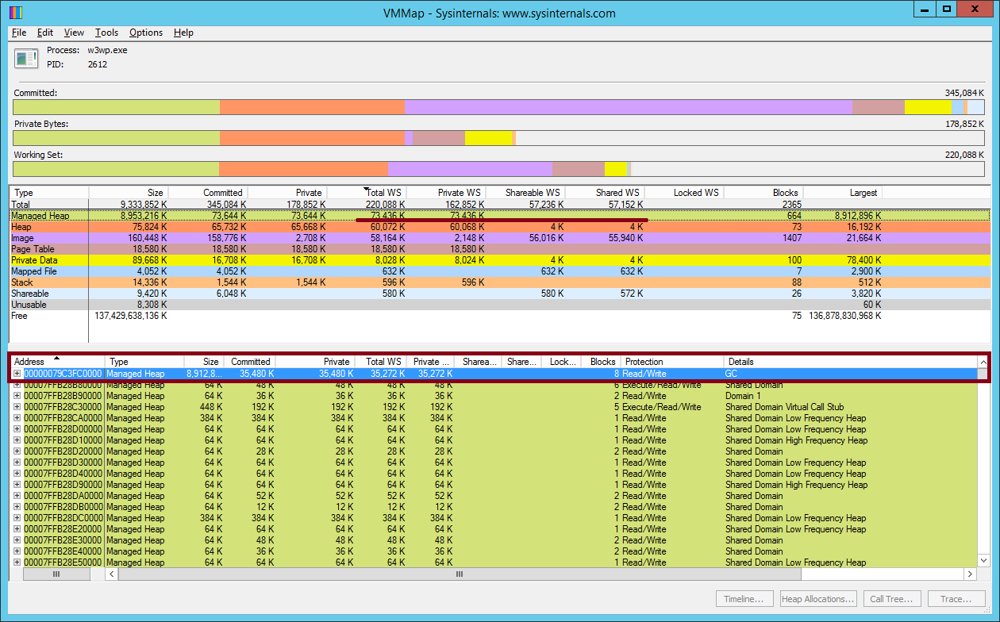 VMMap - Sysinternals: www.sysinternals.com
File Edit View Tools Options Help
Process: w3wp.exe
PID: 2612
Committed: 345,084 K
Private Bytes: 178,852 K
Working Set: 220,088 K
Type Size Committed Private Total WS Private WS Shareable WS Shared WS Locked WS Blocks Largest
Total 9,333,852 K 345,084 K 178,852 K 220,088 K 162,852 K 57,236 K 57,152 K 2365
Managed Heap 8,953,216 K 73,644 K 73,644 K 73,436 K 73,436 K 664 8,912,896 K
Heap 75,824 K 65,732 K 65,668 K 60,072 K 60,068 K 4 K 4 K 73 16,192 K
Image 160,448 K 158,776 K 2,708 K 58,164 K 2,148 K 56,016 K 55,940 K 1407 21,664 K
Page Table 18,580 K 18,580 K 18,580 K 18,580 K 18,580 K
Private Data 89,668 K 16,708 K 16,708 K 8,028 K 8,024 K 4 K 4 K 100 78,400 K
Mapped File 4,052 K 4,052 K 632 K 632 K 632 K 7 2,900 K
Stack 14,336 K 1,544 K 1,544 K 596 K 596 K 88 512 K
Shareable 9,420 K 6,048 K 580 K 580 K 572 K 26 3,820 K
Unusable 8,308 K 60 K
Free 137,429,638,136 K 75 136,878,830,968 K
Address Type Size Committed Private Total WS Private ... Sharea... Share... Lock... Blocks Protection Details
00000079C3FC0000 Managed Heap 8,912,8... 35,480 K 35,480 K 35,272 K 35,272 K 8 Read/Write GC
00007FFB28B80000 Managed Heap 64 K 48 K 48 K 48 K 48 K 6 Execute/Read/Write Shared Domain
00007FFB28B90000 Managed Heap 64 K 36 K 36 K 36 K 36 K 2 Read/Write Domain 1
00007FFB28C30000 Managed Heap 448 K 192 K 192 K 192 K 192 K 5 Execute/Read/Write Shared Domain Virtual Call Stub
00007FFB28CA0000 Managed Heap 384 K 384 K 384 K 384 K 384 K 1 Read/Write Shared Domain Low Frequency Heap
00007FFB28D00000 Managed Heap 64 K 64 K 64 K 64 K 64 K 1 Read/Write Shared Domain Low Frequency Heap
00007FFB28D10000 Managed Heap 64 K 64 K 64 K 64 K 64 K 1 Read/Write Shared Domain High Frequency Heap
00007FFB28D20000 Managed Heap 64 K 28 K 28 K 28 K 28 K 2 Read/Write Shared Domain
00007FFB28D30000 Managed Heap 64 K 64 K 64 K 64 K 64 K 1 Read/Write Shared Domain Low Frequency Heap
00007FFB28D40000 Managed Heap 64 K 64 K 64 K 64 K 64 K 1 Read/Write Shared Domain Low Frequency Heap
00007FFB28D90000 Managed Heap 64 K 64 K 64 K 64 K 64 K 1 Read/Write Shared Domain High Frequency Heap
00007FFB28DA0000 Managed Heap 64 K 52 K 52 K 52 K 52 K 2 Read/Write Shared Domain
00007FFB28DB0000 Managed Heap 64 K 12 K 12 K 12 K 12 K 2 Read/Write Shared Domain
00007FFB28DC0000 Managed Heap 384 K 384 K 384 K 384 K 384 K 1 Read/Write Shared Domain Low Frequency Heap
00007FFB28E20000 Managed Heap 64 K 64 K 64 K 64 K 64 K 1 Read/Write Shared Domain Low Frequency Heap
00007FFB28E30000 Managed Heap 64 K 48 K 48 K 48 K 48 K 2 Read/Write Shared Domain
00007FFB28E40000 Managed Heap 64 K 36 K 36 K 36 K 36 K 2 Read/Write Shared Domain
00007FFB28E50000 Managed Heap 64 K 64 K 64 K 64 K 64 K 1 Read/Write Shared Domain Low Frequency Heap
Timeline... Heap Allocations... Call Tree... Trace...